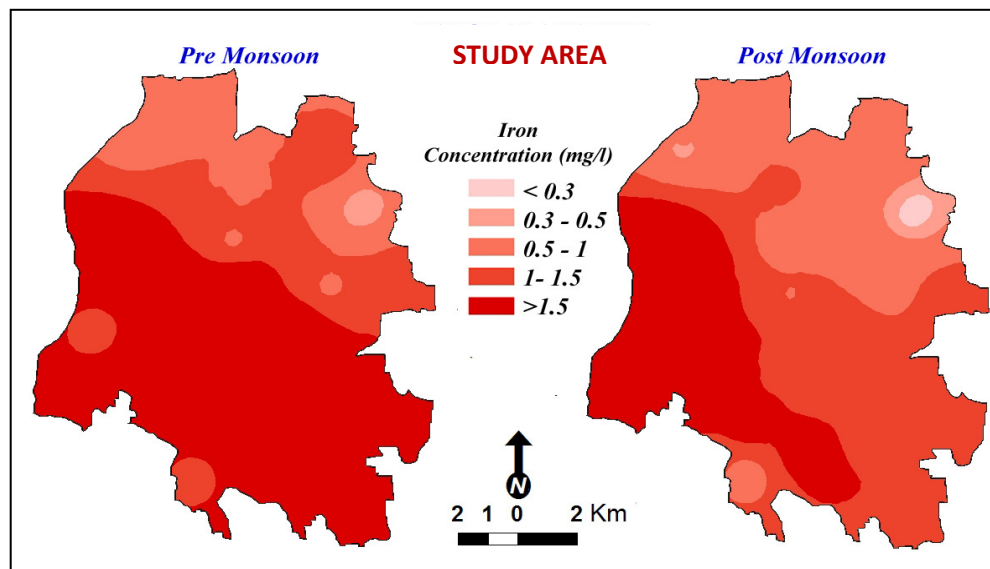 Pre Monsoon
STUDY AREA
Post Monsoon
Iron
Concentration (mg/l)
< 0.3
0.3 - 0.5
0.5 - 1
1- 1.5
>1.5
N
2 1 0 2 Km